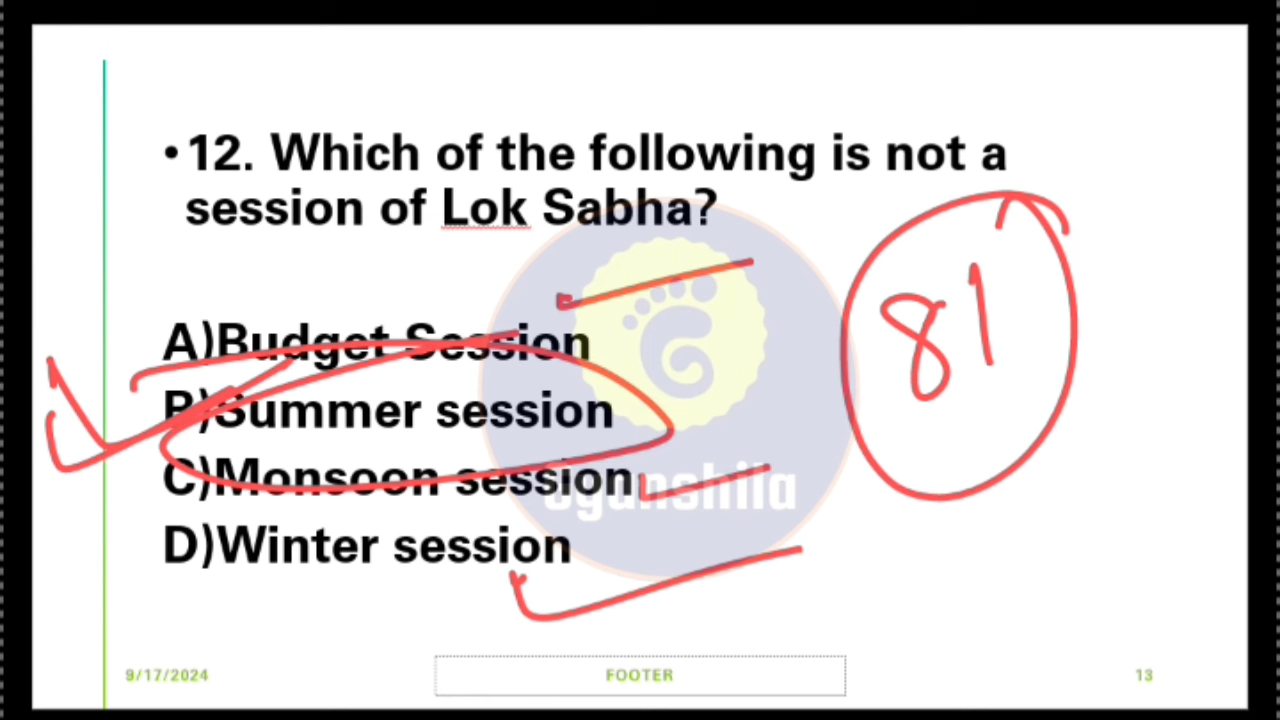 •12. Which of the following is not a
session of Lok Sabha?
A)Budget Session
B)Summer session
C)Monsoon session
D)Winter session
81
egyanshila
9/17/2024
FOOTER
13